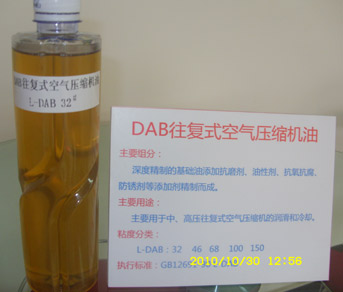 DAB往复式空气压缩机油
L-DAB 32#
DAB往复式空气压缩机油
主要组分:
深度精制的基础油添加抗磨剂、油性剂、抗氧抗腐、
防锈剂等添加剂精制而成。
主要用途:
主要用于中、高压往复式空气压缩机的润滑和冷却。
粘度分类:
L-DAB: 32 46 68 100 150
执行标准:
2010/10/30 12:56